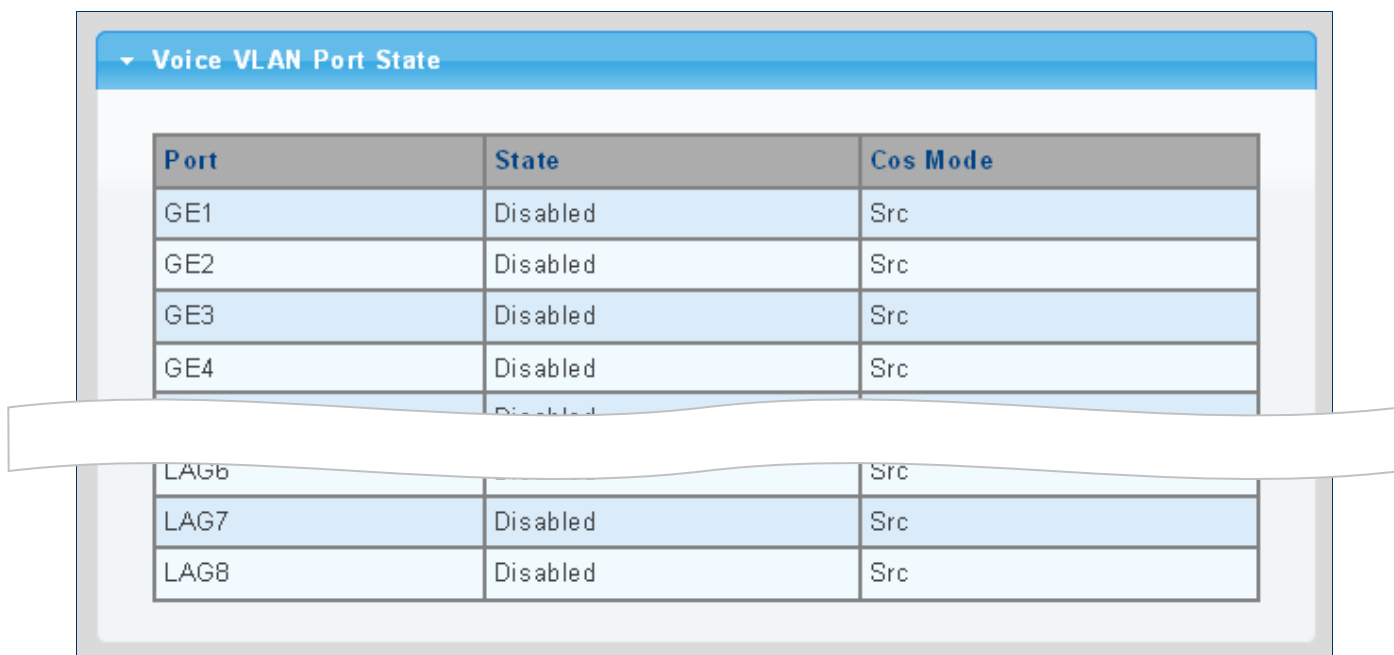 Voice VLAN Port State
Port State Cos Mode
GE1 Disabled Src
GE2 Disabled Src
GE3 Disabled Src
GE4 Disabled Src
Disabled
LAG6 Src
LAG7 Disabled Src
LAG8 Disabled Src